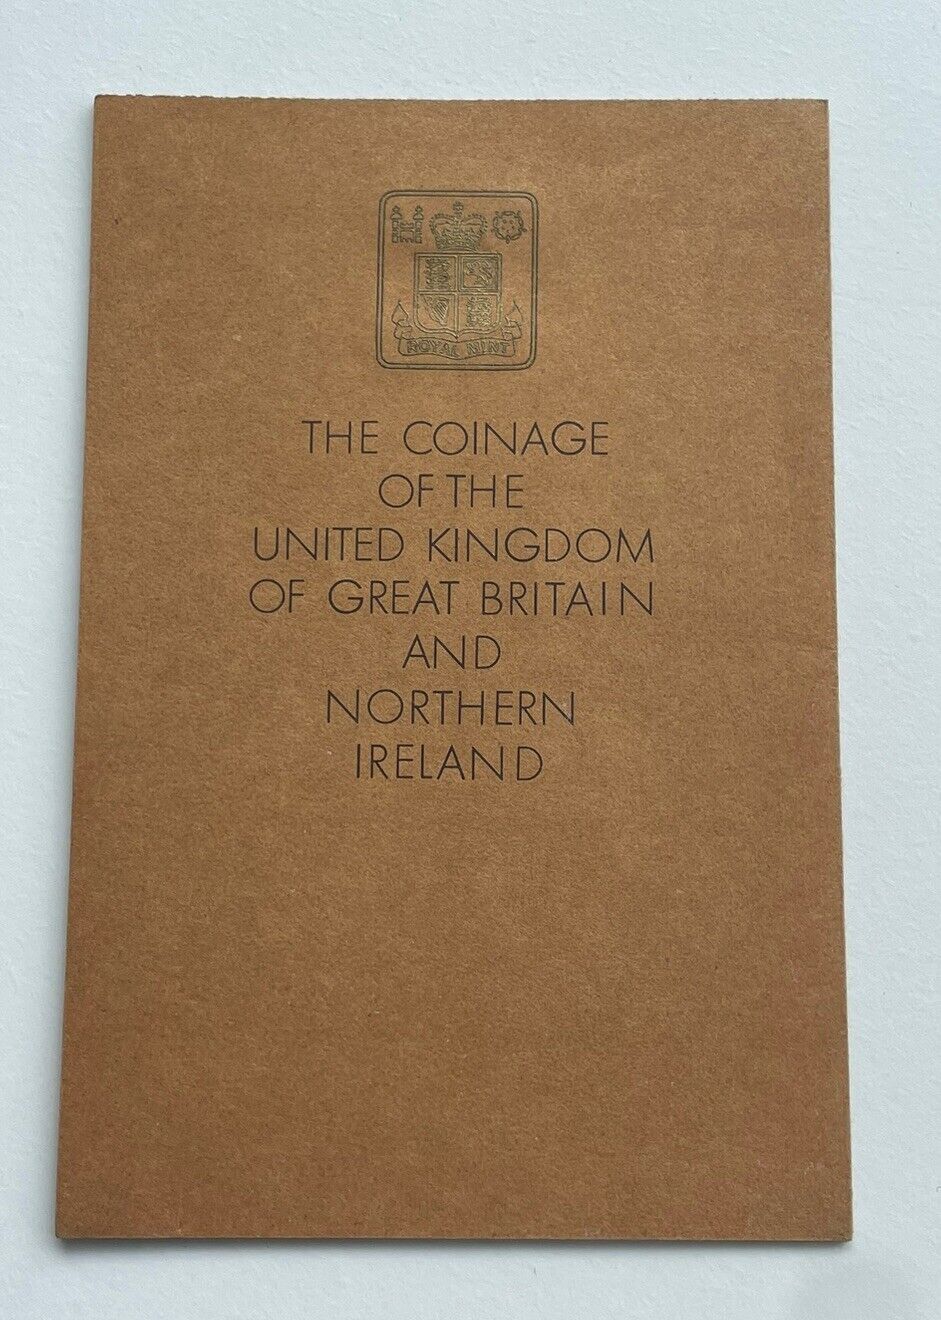 ROYAL MINT
THE COINAGE
OF THE
UNITED KINGDOM
OF GREAT BRITAIN
AND
NORTHERN
IRELAND